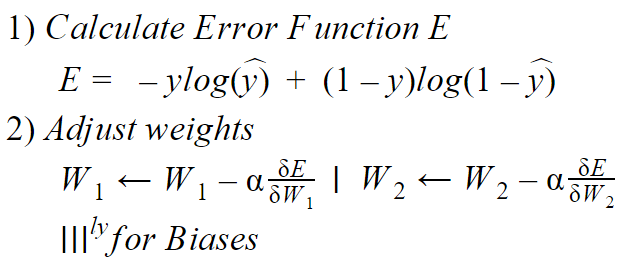 1) Calculate Error Function E
E = − ylog(ŷ) + (1 − y)log(1 − ŷ)
2) Adjust weights
W₁ ← W₁ − α δE/δW₁ | W₂ ← W₂ − α δE/δW₂
|||ˡʸ for Biases